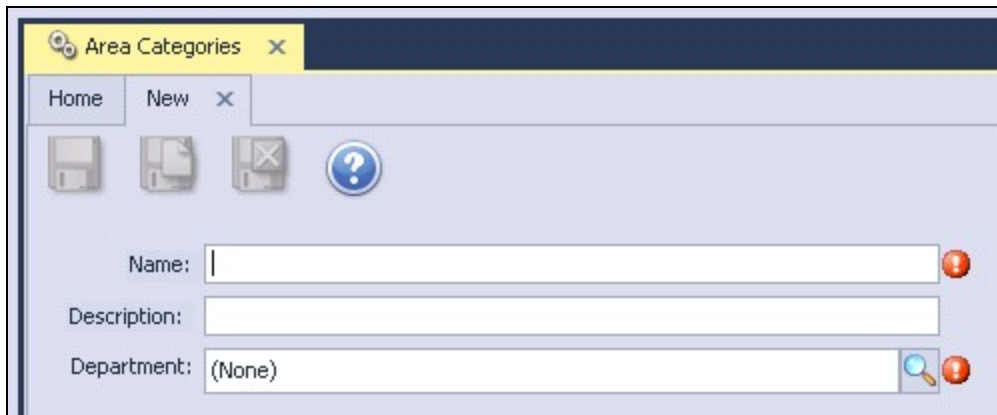 Area Categories
Home New
Name:
Description:
Department: (None)